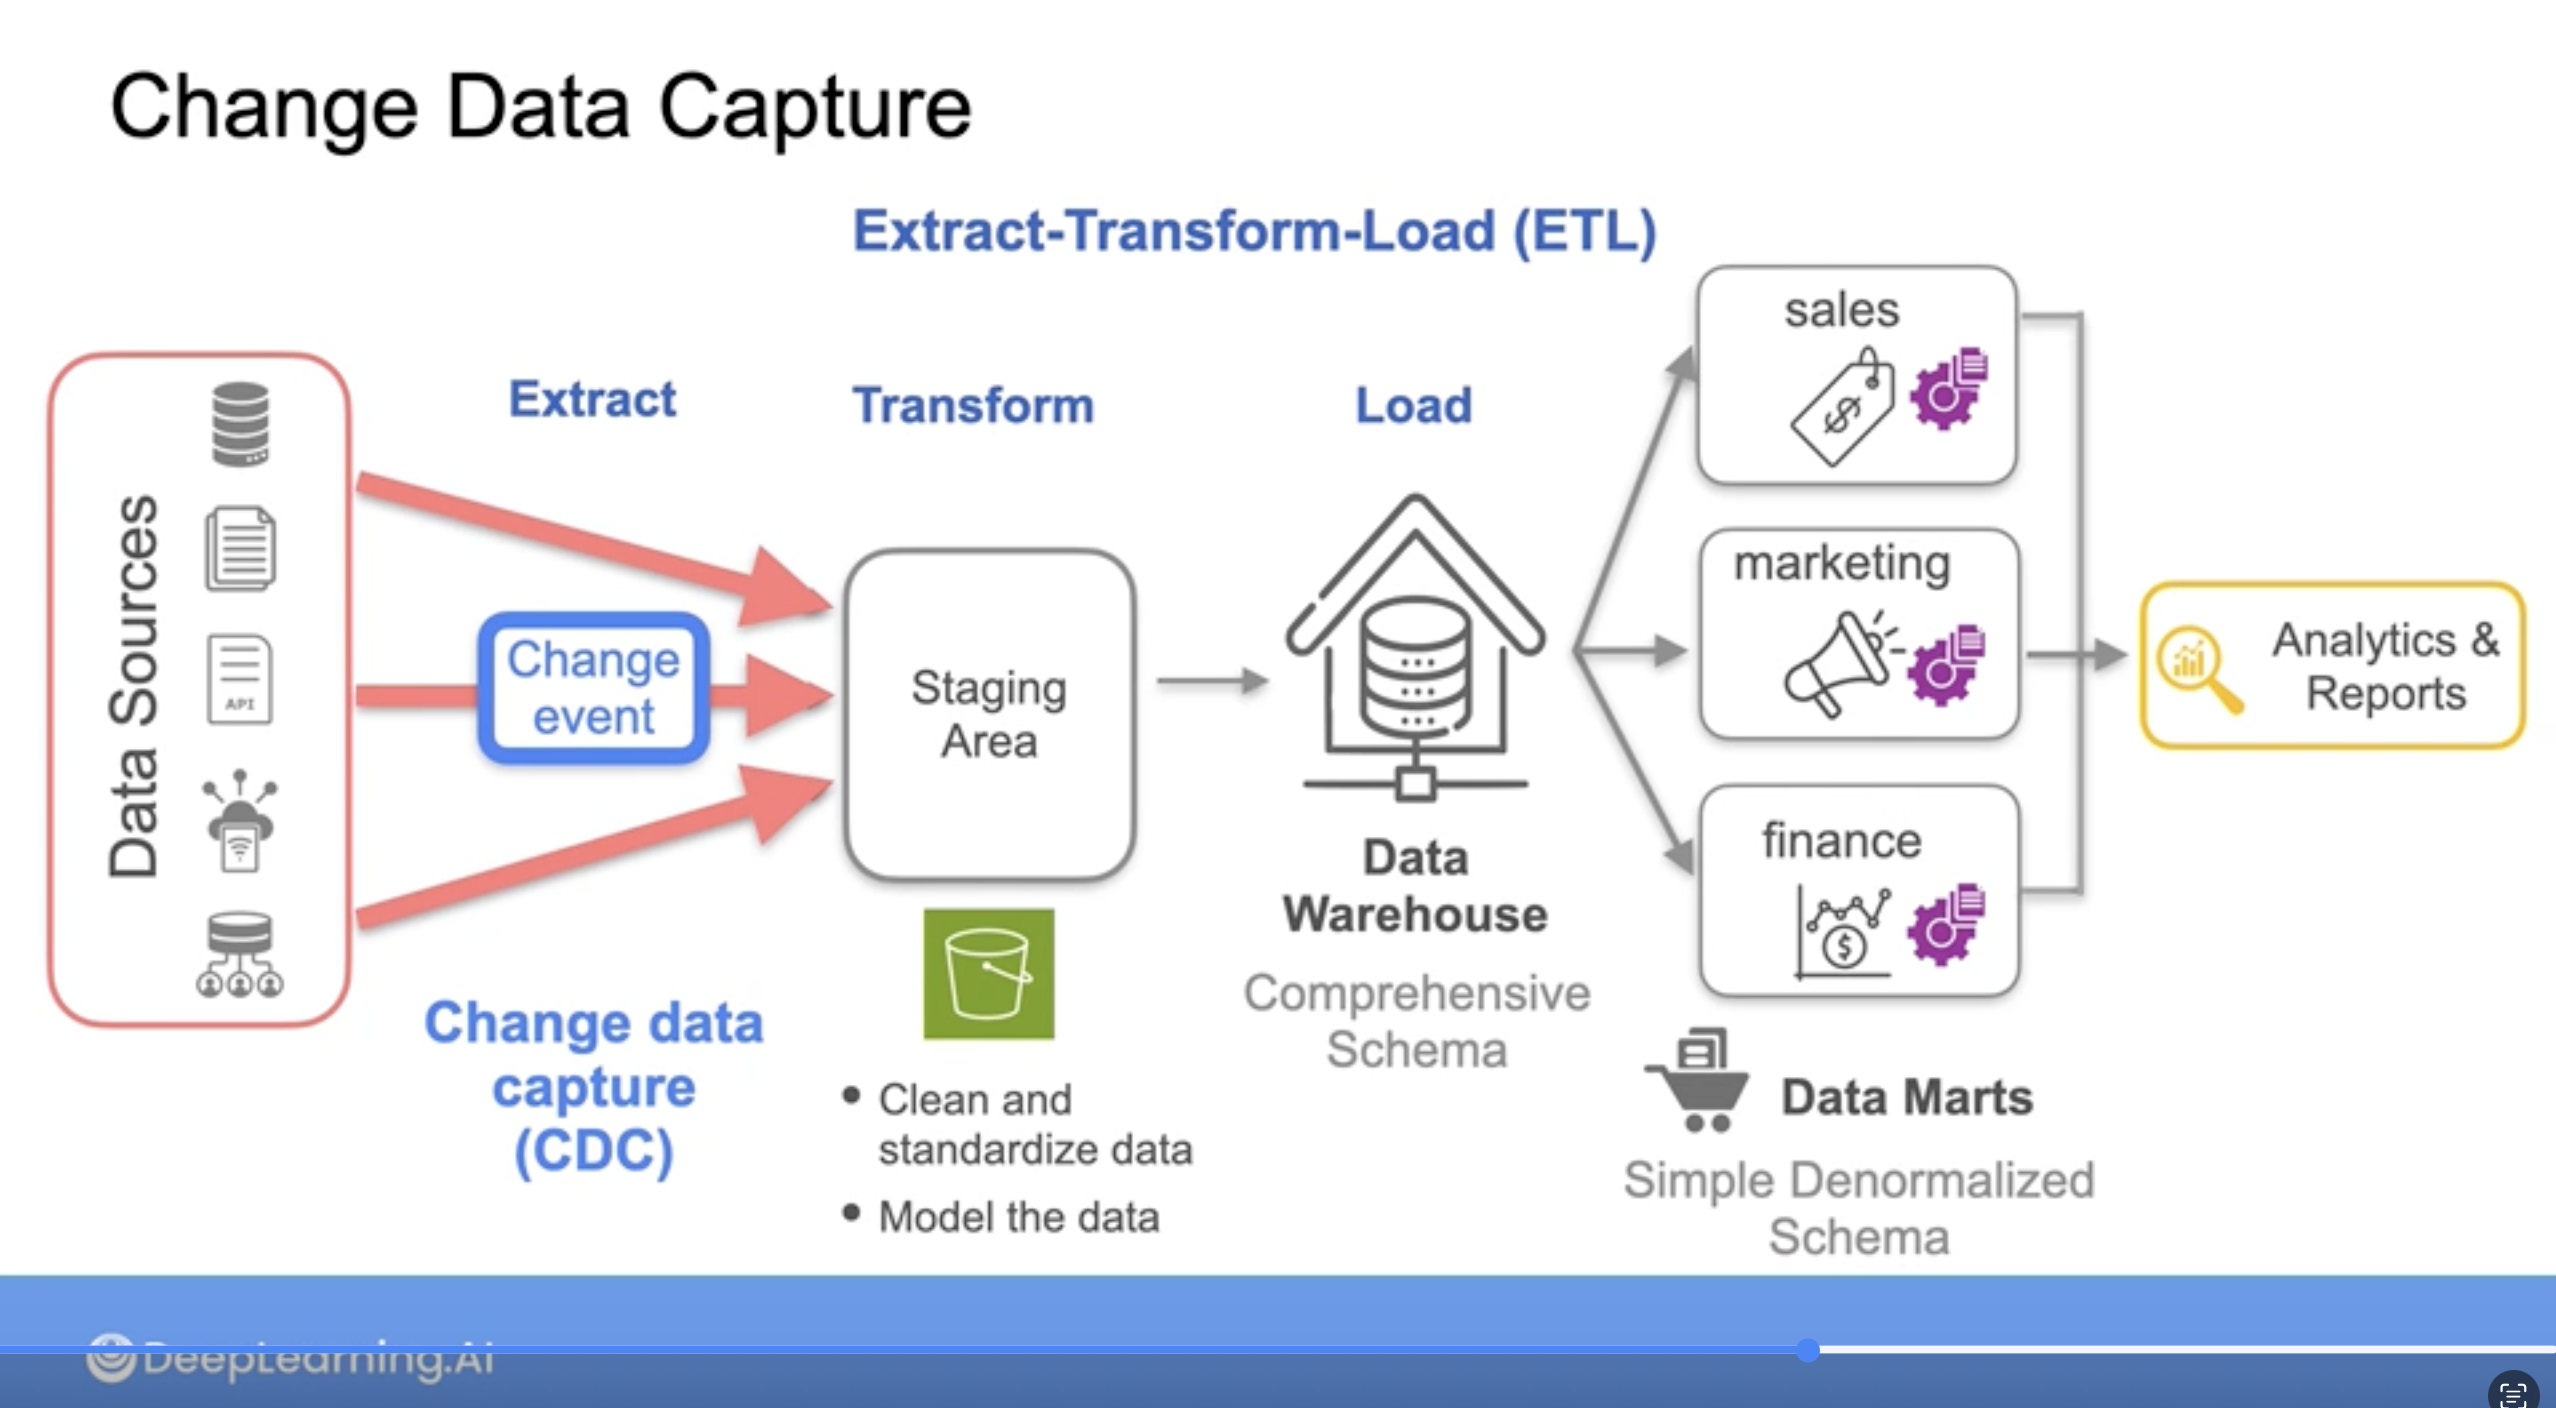 Change Data Capture
Extract-Transform-Load (ETL)
Extract
Transform
Load
Data Sources
API
Change
event
Change data
capture
(CDC)
Staging
Area
Clean and
standardize data
Model the data
Data
Warehouse
Comprehensive
Schema
sales
$
marketing
finance
$
Data Marts
Simple Denormalized
Schema
Analytics &
Reports
DeepLearning.AI